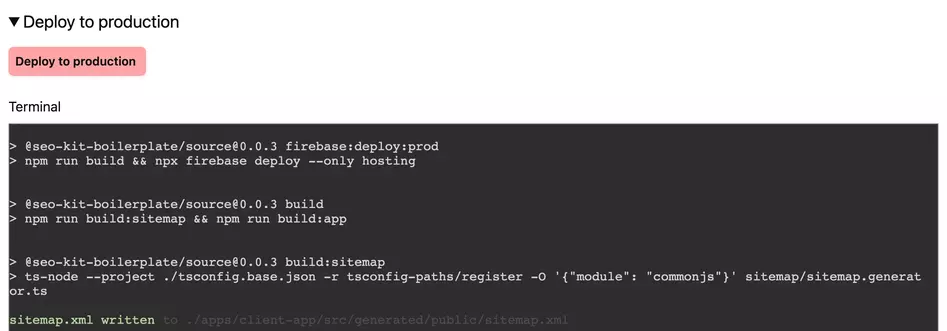 ▼ Deploy to production
Deploy to production
Terminal
> @seo-kit-boilerplate/source@0.0.3 firebase:deploy:prod
> npm run build && npx firebase deploy --only hosting
> @seo-kit-boilerplate/source@0.0.3 build
> npm run build:sitemap && npm run build:app
> @seo-kit-boilerplate/source@0.0.3 build:sitemap
> ts-node --project ./tsconfig.base.json -r tsconfig-paths/register -O '{"module": "commonjs"}' sitemap/sitemap.generat
or.ts
sitemap.xml written to ./apps/client-app/src/generated/public/sitemap.xml